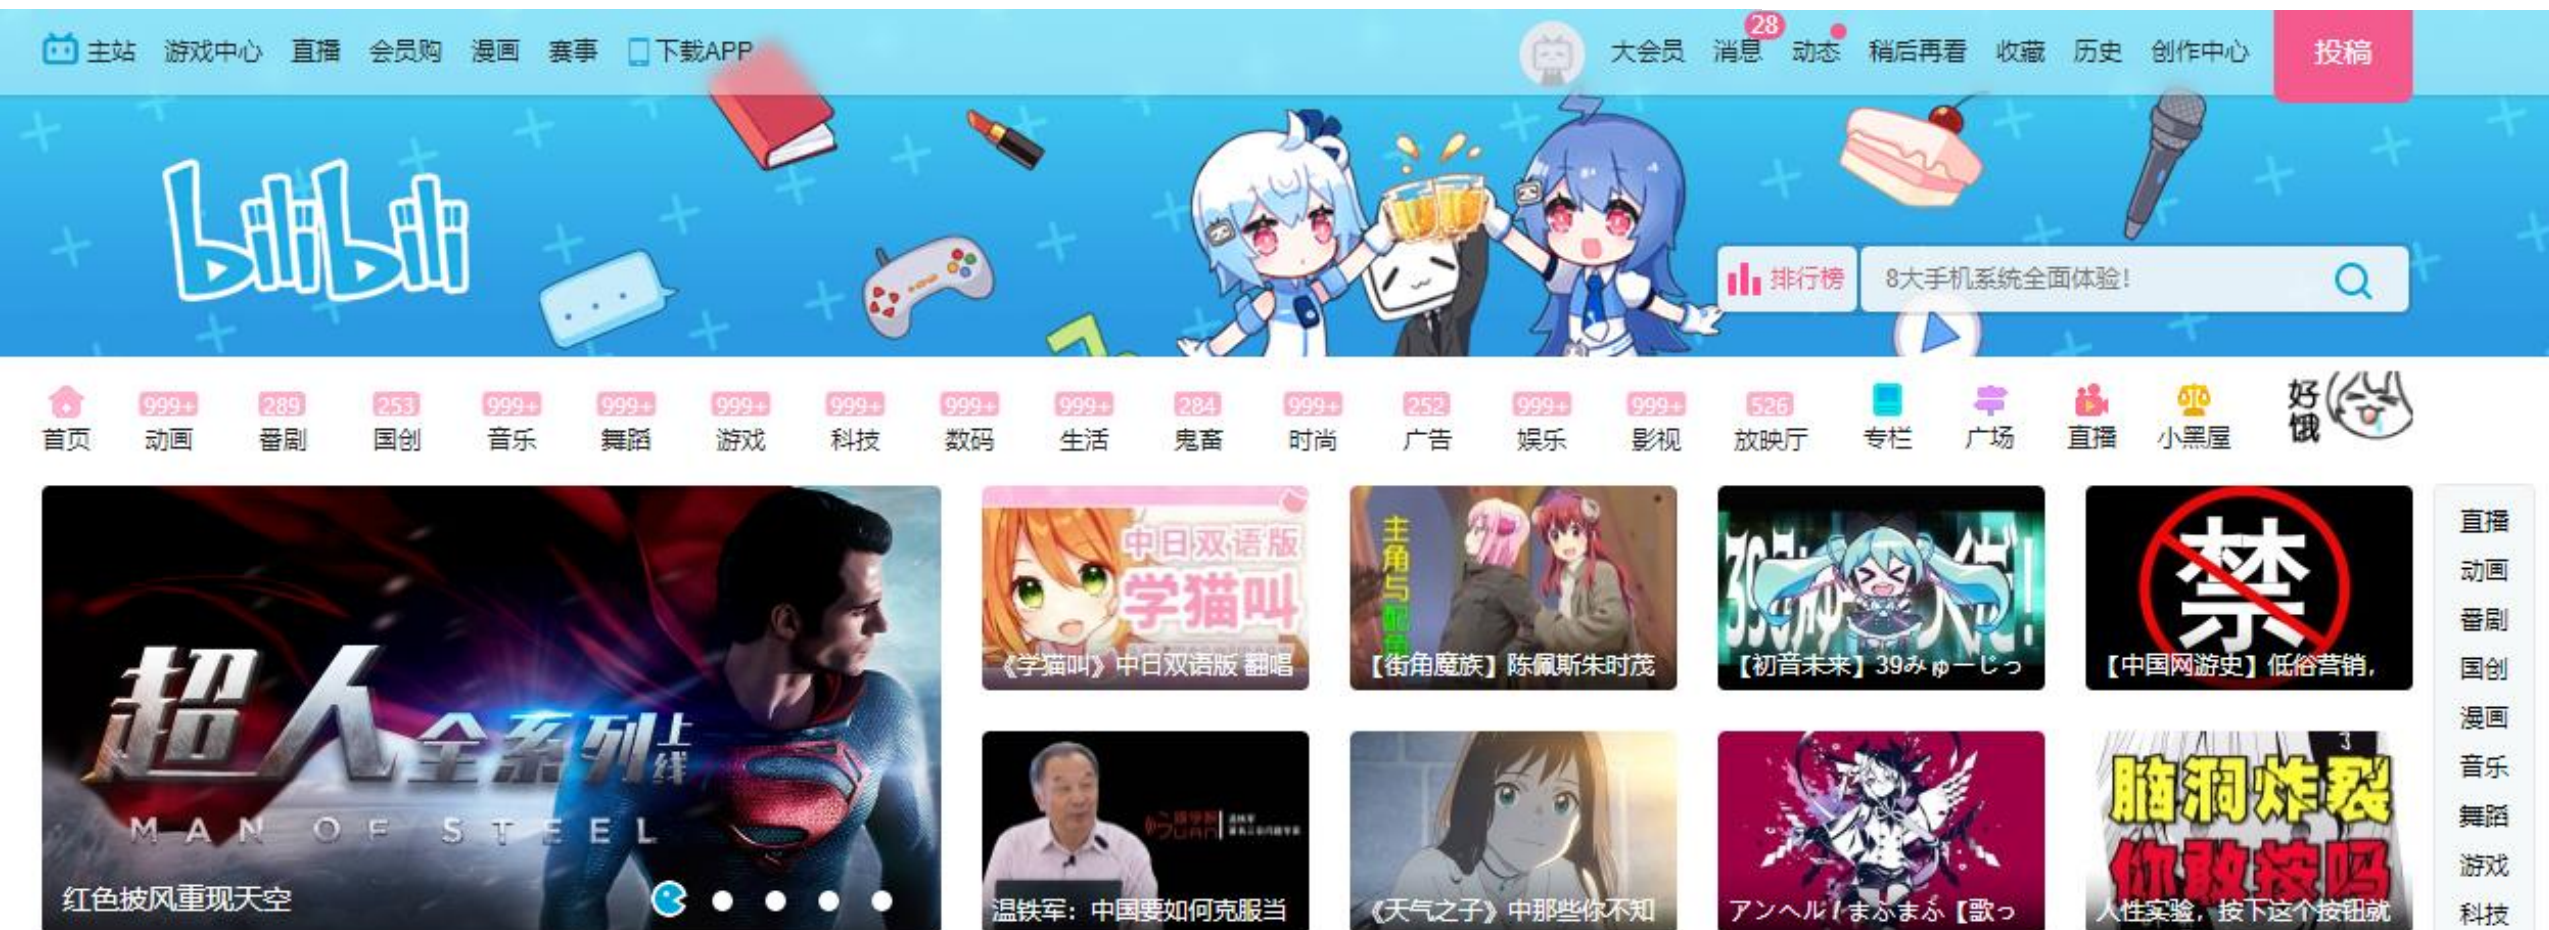 主站 游戏中心 直播 会员购 漫画 赛事 下载APP
大会员 消息 28 动态 稍后再看 收藏 历史 创作中心 投稿
bilibili
排行榜 8大手机系统全面体验!
999+ 289 253 999+ 999+ 999+ 999+ 999+ 999+ 284 999+ 252 999+ 999+ 526
首页 动画 番剧 国创 音乐 舞蹈 游戏 科技 数码 生活 鬼畜 时尚 广告 娱乐 影视 放映厅 专栏 广场 直播 小黑屋
好饿
超人全系列上线
MAN OF STEEL
红色披风重现天空
中日双语版
学猫叫
《学猫叫》中日双语版 翻唱
主角与配角
【街角魔族】陈佩斯朱时茂
【初音未来】39みゅーじっ
禁
【中国网游史】低俗营销，
温铁军：中国要如何克服当
《天气之子》中那些你不知
アンヘル / まふまふ【歌っ
3
脑洞炸裂
你敢按吗
人性实验，按下这个按钮就
直播
动画
番剧
国创
漫画
音乐
舞蹈
游戏
科技